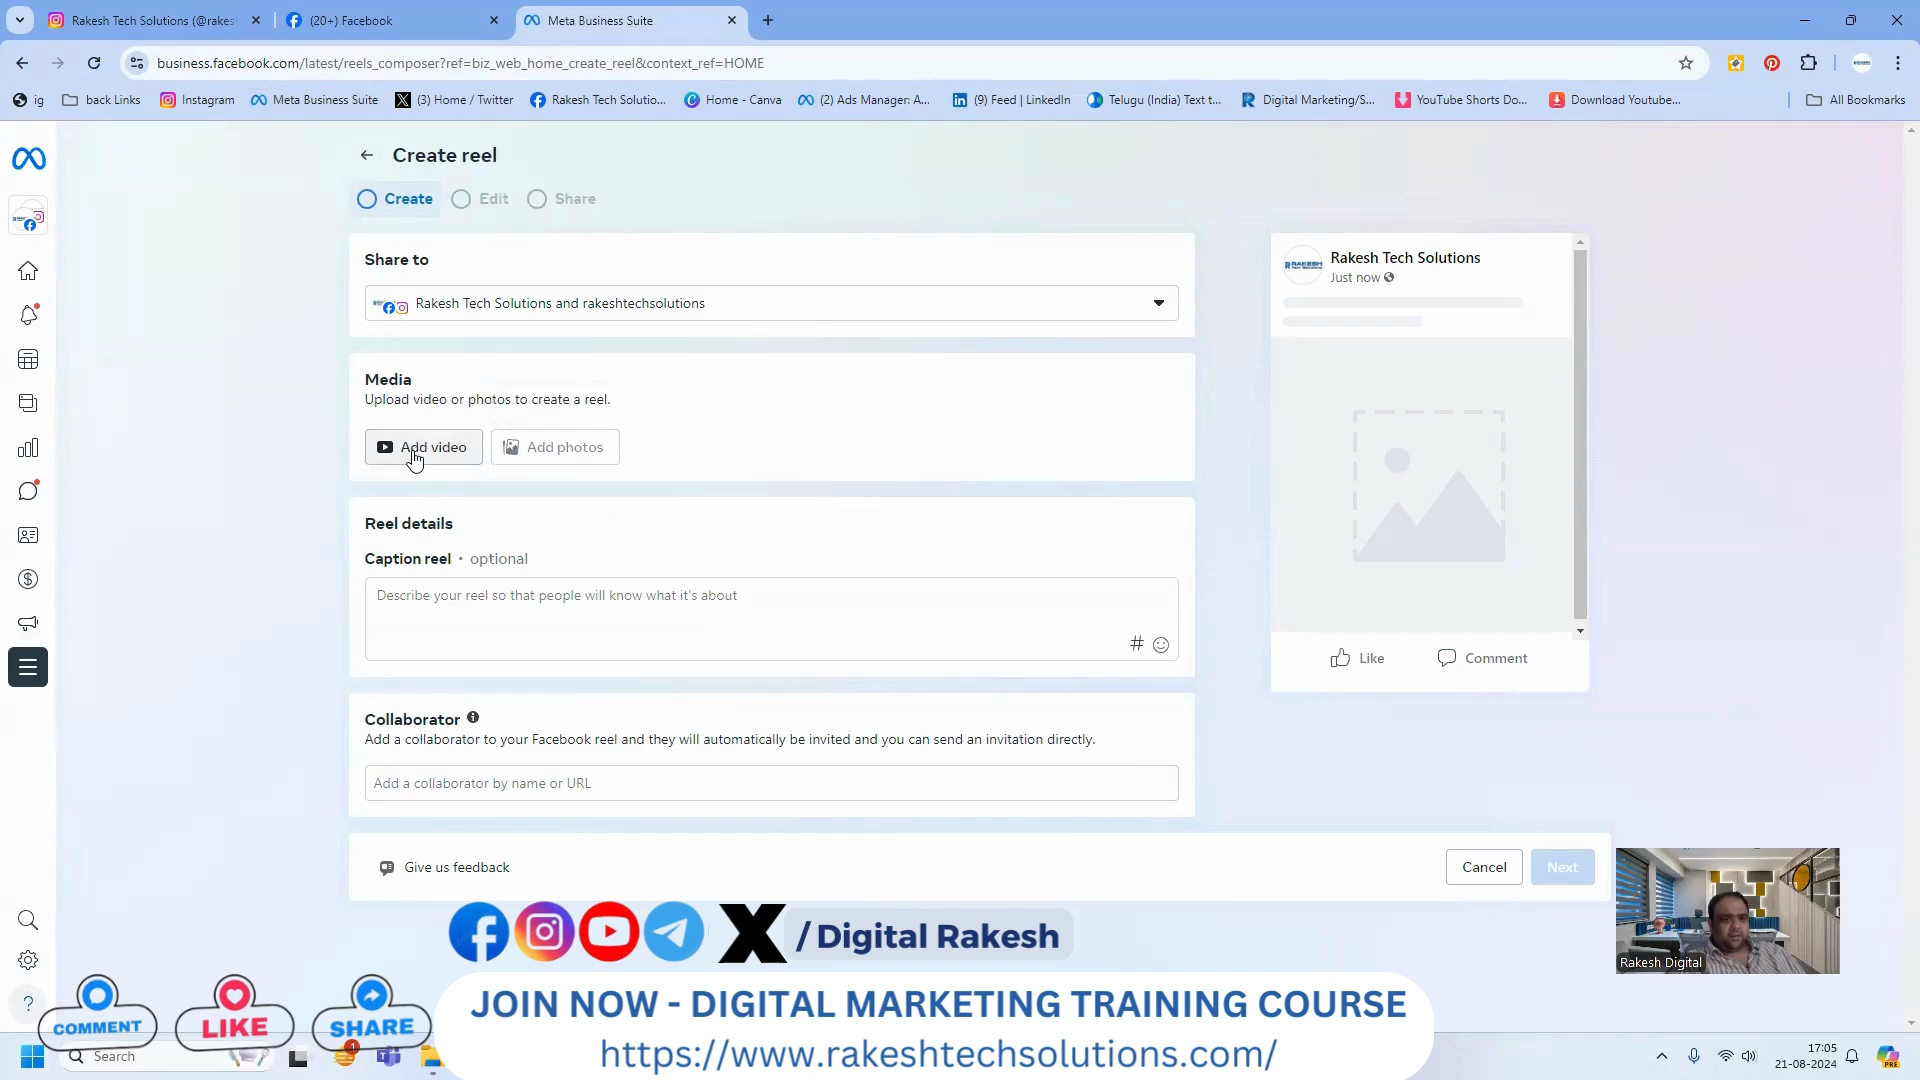 Rakesh Tech Solutions (@rakes
(20+) Facebook
Meta Business Suite
business.facebook.com/latest/reels_composer?ref=biz_web_home_create_reel&context_ref=HOME
ig
back Links
Instagram
Meta Business Suite
(3) Home / Twitter
Rakesh Tech Solutio...
Home - Canva
(2) Ads Manager: A...
(9) Feed | LinkedIn
Telugu (India) Text t...
Digital Marketing/S...
YouTube Shorts Do...
Download Youtube...
All Bookmarks
Create reel
Create
Edit
Share
Share to
Rakesh Tech Solutions and rakeshtechsolutions
Media
Upload video or photos to create a reel.
Add video
Add photos
Reel details
Caption reel • optional
Describe your reel so that people will know what it's about
#
Collaborator
Add a collaborator to your Facebook reel and they will automatically be invited and you can send an invitation directly.
Add a collaborator by name or URL
Give us feedback
Cancel
Next
RAKESH
Tech Solutions
Rakesh Tech Solutions
Just now
Like
Comment
Rakesh Digital
/ Digital Rakesh
COMMENT
LIKE
SHARE
JOIN NOW - DIGITAL MARKETING TRAINING COURSE
https://www.rakeshtechsolutions.com/
Search
1
17:05
21-08-2024
PRE